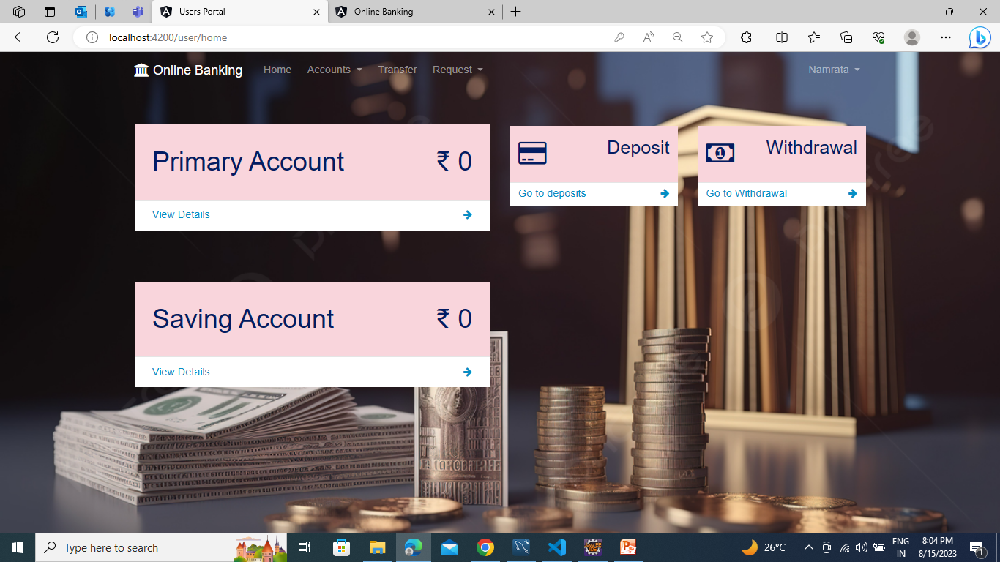 Users Portal
Online Banking
localhost:4200/user/home
Online Banking
Home
Accounts
Transfer
Request
Namrata
Primary Account ₹ 0
View Details
Deposit
Go to deposits
Withdrawal
Go to Withdrawal
Saving Account ₹ 0
View Details
Type here to search
26°C
ENG
IN
8:04 PM
8/15/2023
1